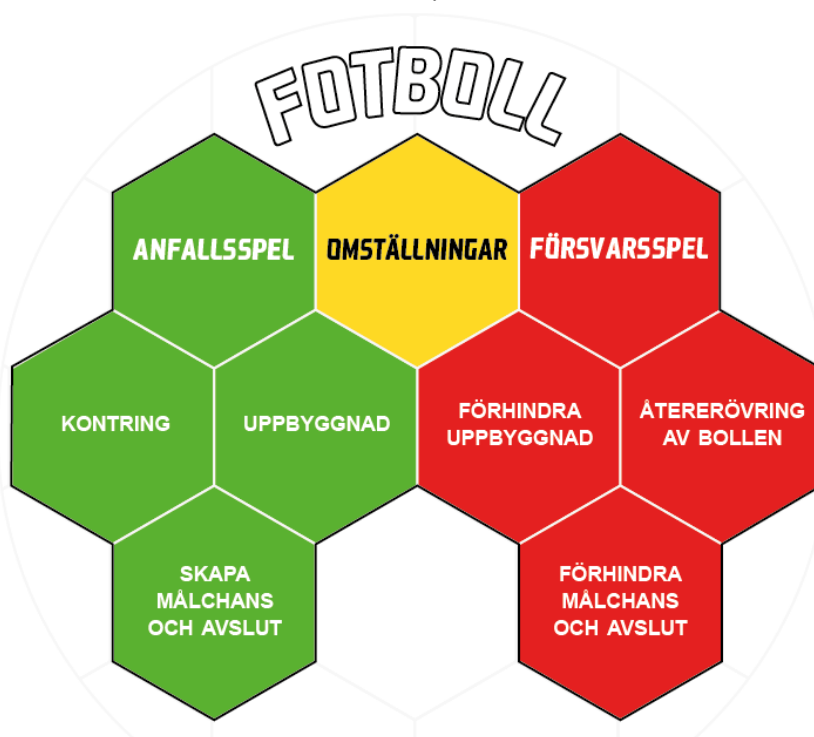 FOTBOLL
ANFALLSSPEL
OMSTÄLLNINGAR
FÖRSVARSSPEL
KONTRING
UPPBYGGNAD
FÖRHINDRA
UPPBYGGNAD
ÅTERERÖVRING
AV BOLLEN
SKAPA
MÅLCHANS
OCH AVSLUT
FÖRHINDRA
MÅLCHANS
OCH AVSLUT